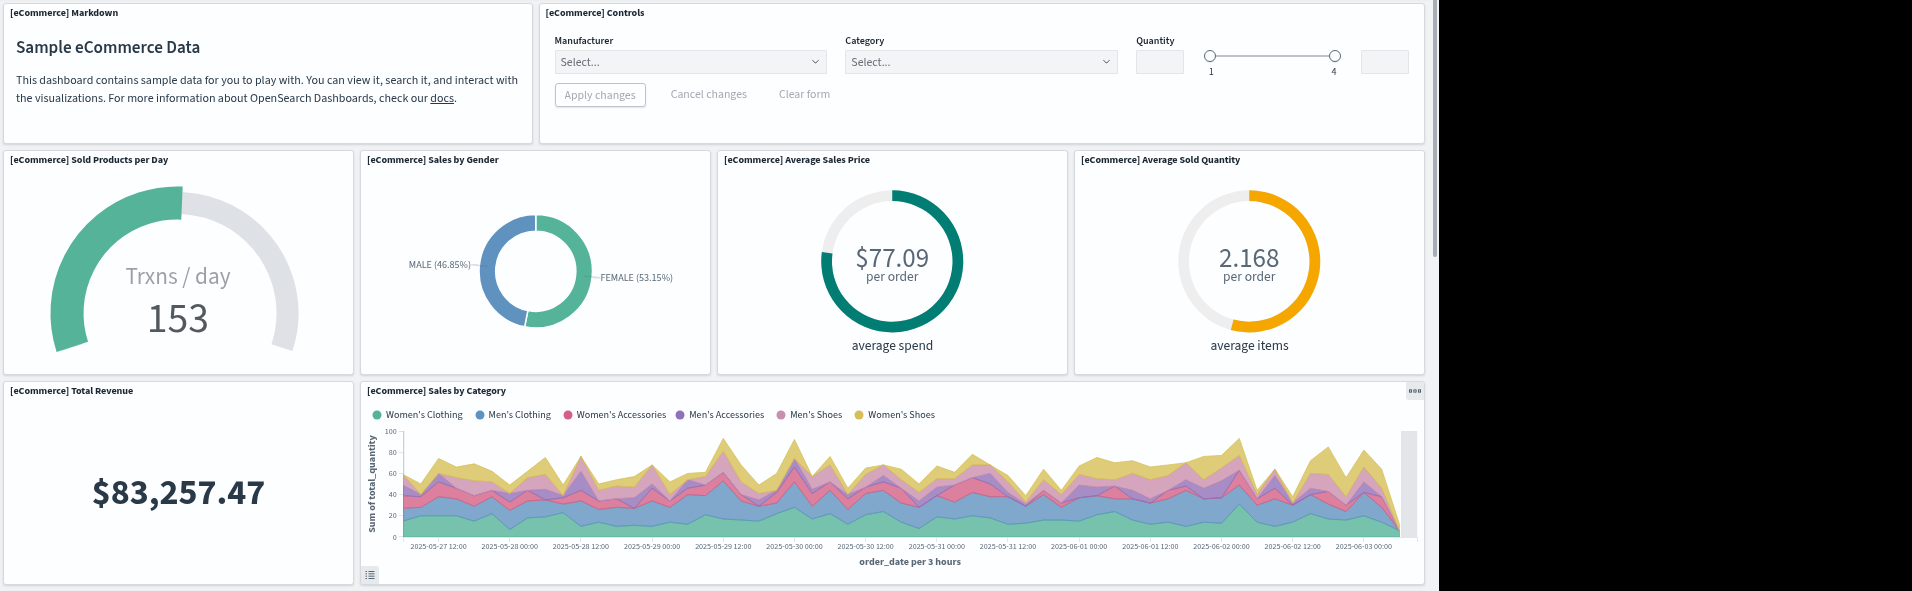 [eCommerce] Markdown
Sample eCommerce Data
This dashboard contains sample data for you to play with. You can view it, search it, and interact with
the visualizations. For more information about OpenSearch Dashboards, check our docs.
[eCommerce] Controls
Manufacturer
Select...
Category
Select...
Quantity
1
4
Apply changes
Cancel changes
Clear form
[eCommerce] Sold Products per Day
Trxns / day
153
[eCommerce] Sales by Gender
MALE (46.85%)
FEMALE (53.15%)
[eCommerce] Average Sales Price
$77.09
per order
average spend
[eCommerce] Average Sold Quantity
2.168
per order
average items
[eCommerce] Total Revenue
$83,257.47
[eCommerce] Sales by Category
Women's Clothing
Men's Clothing
Women's Accessories
Men's Accessories
Men's Shoes
Women's Shoes
Sum of total_quantity
100
80
60
40
20
0
2025-05-27 12:00
2025-05-28 00:00
2025-05-28 12:00
2025-05-29 00:00
2025-05-29 12:00
2025-05-30 00:00
2025-05-30 12:00
2025-05-31 00:00
2025-05-31 12:00
2025-06-01 00:00
2025-06-01 12:00
2025-06-02 00:00
2025-06-02 12:00
2025-06-03 00:00
order_date per 3 hours